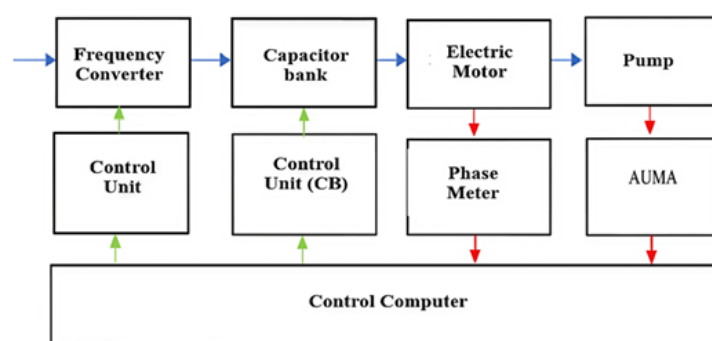 Frequency
Converter
Capacitor
bank
Electric
Motor
Pump
Control
Unit
Control
Unit (CB)
Phase
Meter
AUMA
Control Computer